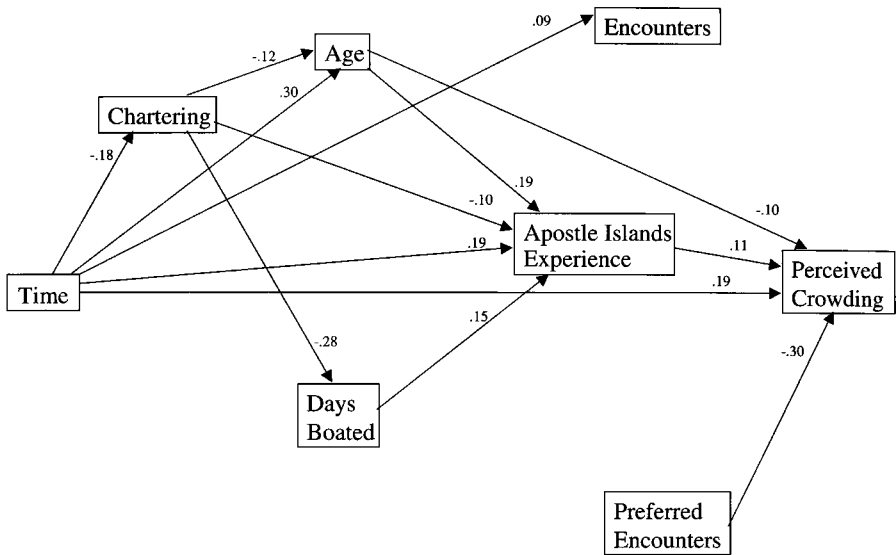 .09
Encounters
-.12
Age
.30
Chartering
-.18
.19
-.10
-.10
Apostle Islands
Experience
.19
.11
Perceived
Crowding
Time
.19
.15
-.28
-.30
Days
Boated
Preferred
Encounters